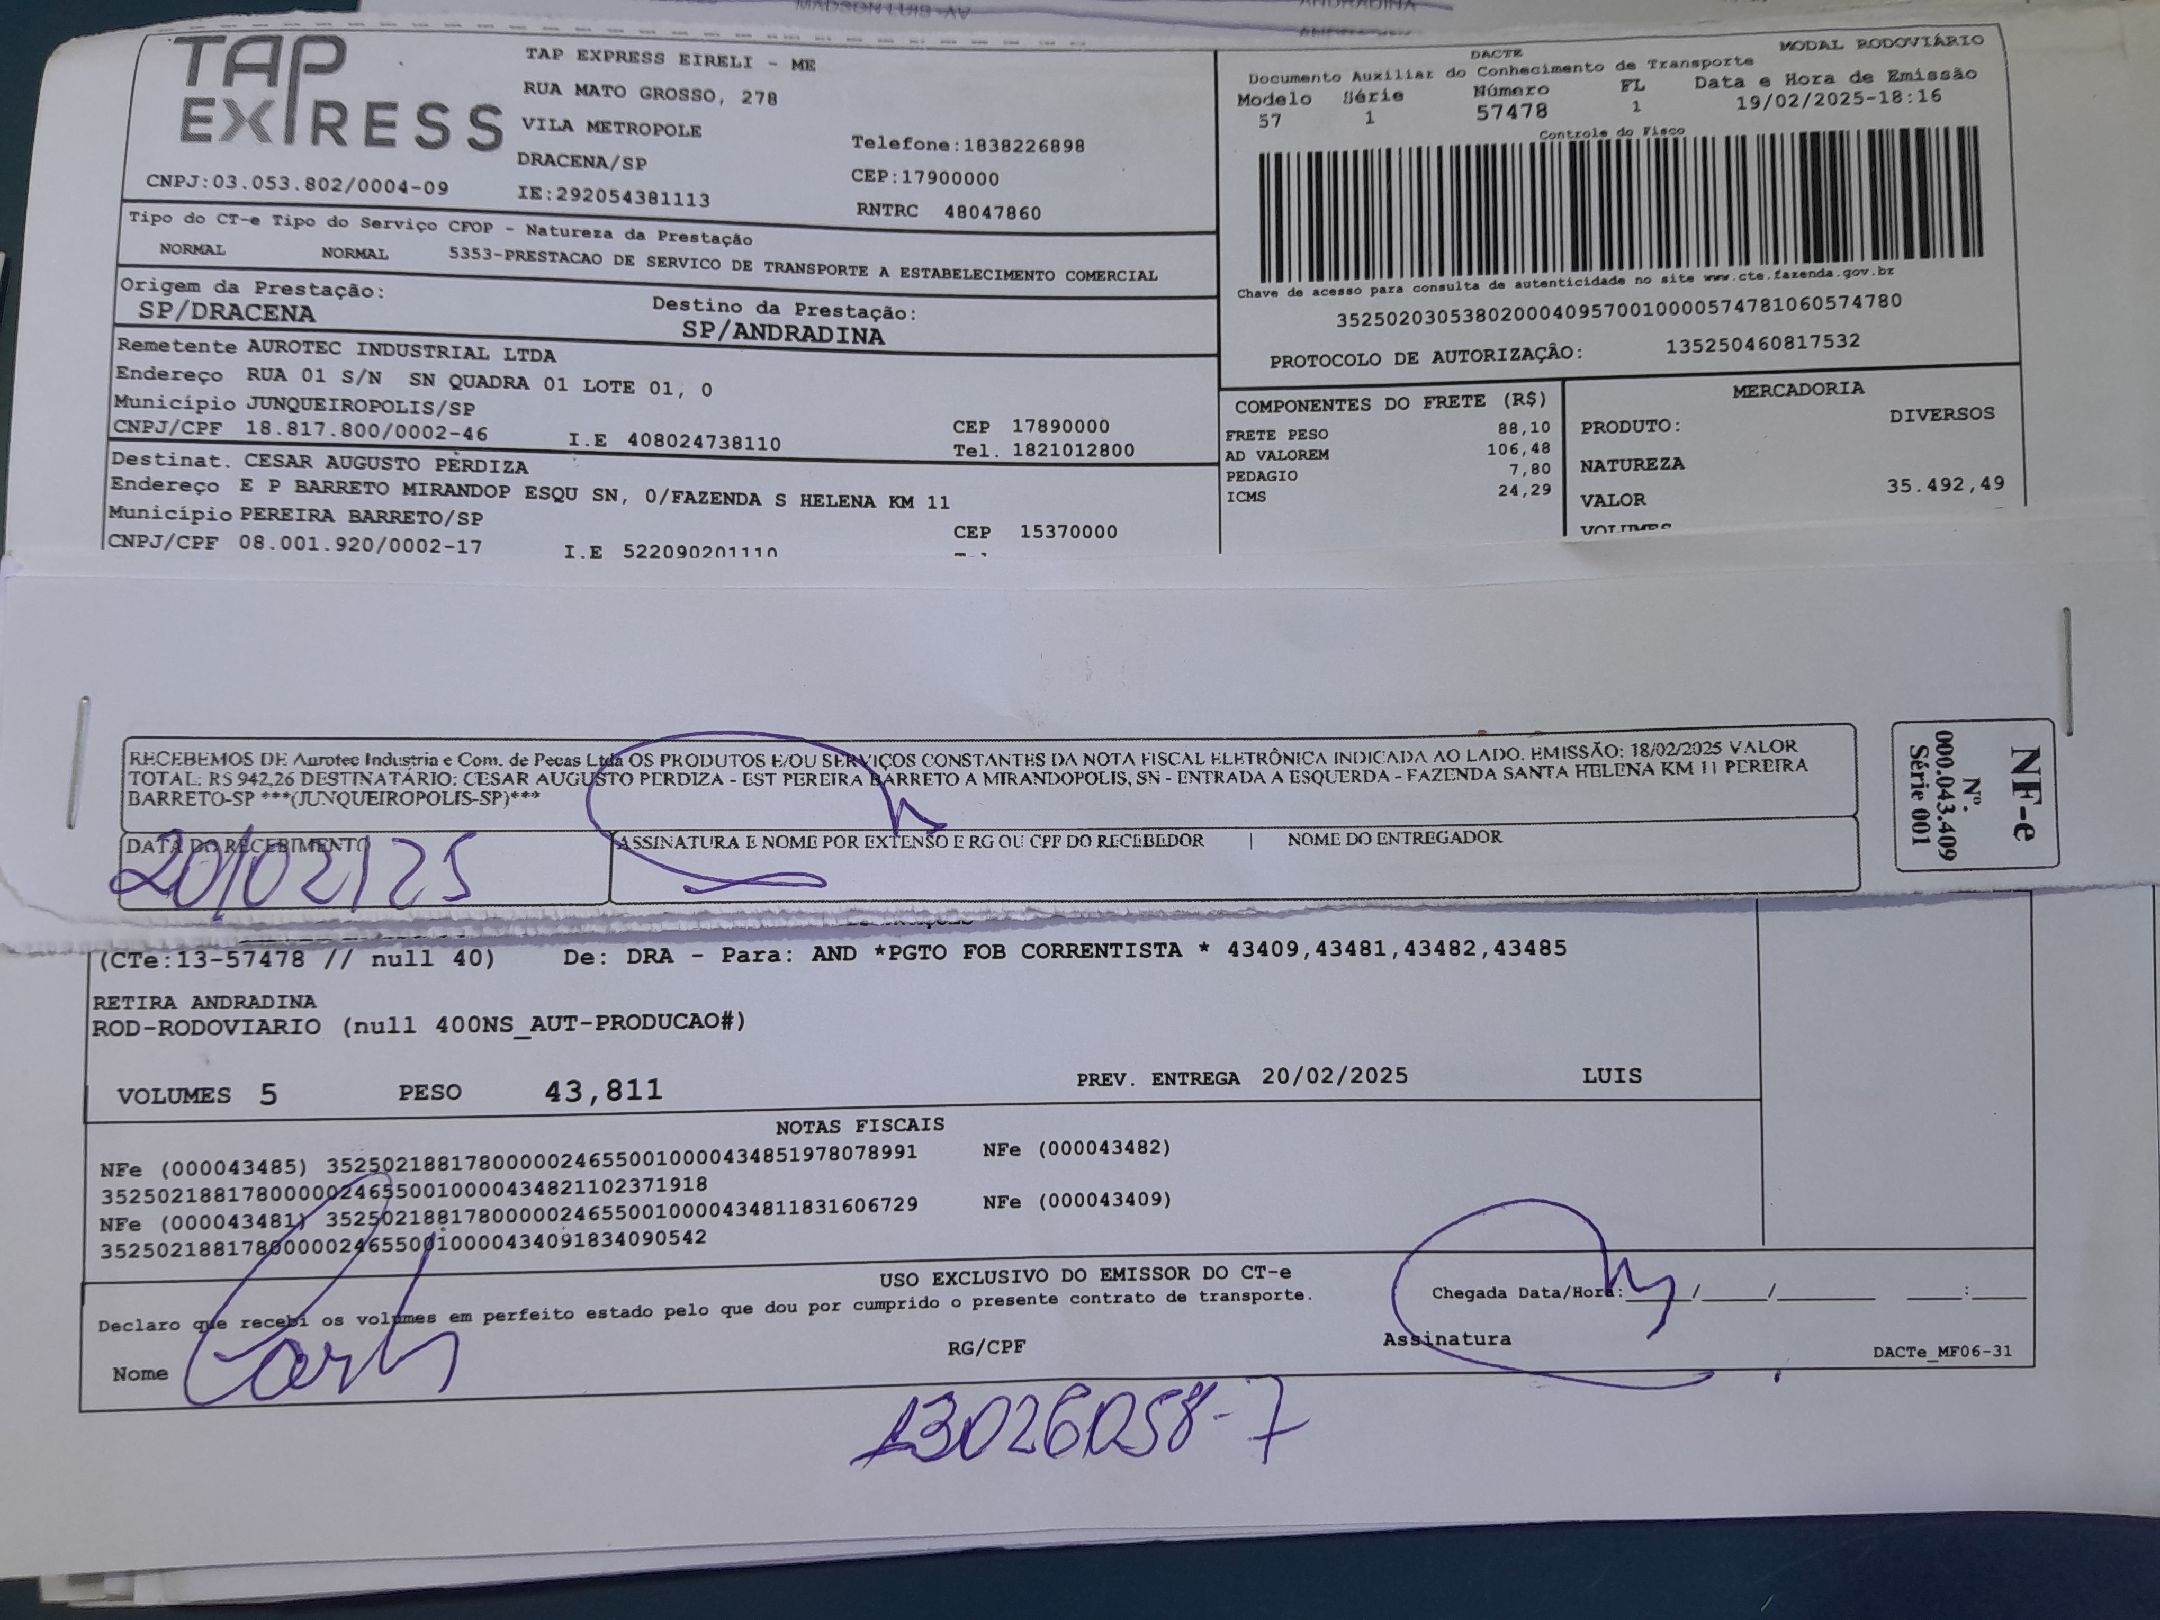 MADSON LUIS-AV
ANDRADINA
TAP EXPRESS
TAP EXPRESS EIRELI - ME
RUA MATO GROSSO, 278
VILA METROPOLE
DRACENA/SP
IE:292054381113
Telefone:1838226898
CEP:17900000
RNTRC 48047860
CNPJ:03.053.802/0004-09
DACTE
MODAL RODOVIÁRIO
Documento Auxiliar do Conhecimento de Transporte
Modelo Série Número FL Data e Hora de Emissão
57 1 57478 1 19/02/2025-18:16
Controle do Fisco
Chave de acesso para consulta de autenticidade no site www.cte.fazenda.gov.br
35250203053802000409570010000574781060574780
PROTOCOLO DE AUTORIZAÇÃO: 135250460817532
Tipo do CT-e Tipo do Serviço CFOP - Natureza da Prestação
NORMAL NORMAL 5353-PRESTACAO DE SERVICO DE TRANSPORTE A ESTABELECIMENTO COMERCIAL
Origem da Prestação: Destino da Prestação:
SP/DRACENA SP/ANDRADINA
Remetente AUROTEC INDUSTRIAL LTDA
Endereço RUA 01 S/N SN QUADRA 01 LOTE 01, 0
Município JUNQUEIROPOLIS/SP CEP 17890000
CNPJ/CPF 18.817.800/0002-46 I.E 408024738110 Tel. 1821012800
Destinat. CESAR AUGUSTO PERDIZA
Endereço E P BARRETO MIRANDOP ESQU SN, 0/FAZENDA S HELENA KM 11
Município PEREIRA BARRETO/SP CEP 15370000
CNPJ/CPF 08.001.920/0002-17 I.E 522090201110
COMPONENTES DO FRETE (R$)
FRETE PESO 88,10
AD VALOREM 106,48
PEDAGIO 7,80
ICMS 24,29
MERCADORIA
PRODUTO: DIVERSOS
NATUREZA
VALOR 35.492,49
VOLUMES
RECEBEMOS DE Aurotec Industria e Com. de Pecas Ltda OS PRODUTOS E/OU SERVIÇOS CONSTANTES DA NOTA FISCAL ELETRÔNICA INDICADA AO LADO. EMISSÃO: 18/02/2025 VALOR
TOTAL: R$ 942,26 DESTINATÁRIO: CESAR AUGUSTO PERDIZA - EST PEREIRA BARRETO A MIRANDOPOLIS, SN - ENTRADA A ESQUERDA - FAZENDA SANTA HELENA KM 11 PEREIRA
BARRETO-SP ***(JUNQUEIROPOLIS-SP)***
DATA DO RECEBIMENTO
20/02/25
ASSINATURA E NOME POR EXTENSO E RG OU CPF DO RECEBEDOR | NOME DO ENTREGADOR
NF-e
Nº.
000.043.409
Série 001
(CTe:13-57478 // null 40) De: DRA - Para: AND *PGTO FOB CORRENTISTA * 43409,43481,43482,43485
RETIRA ANDRADINA
ROD-RODOVIARIO (null 400NS_AUT-PRODUCAO#)
VOLUMES 5 PESO 43,811 PREV. ENTREGA 20/02/2025 LUIS
NOTAS FISCAIS
NFe (000043485) 35250218817800000246550010000434851978078991 NFe (000043482)
35250218817800000246550010000434821102371918
NFe (000043481) 35250218817800000246550010000434811831606729 NFe (000043409)
35250218817800000246550010000434091834090542
USO EXCLUSIVO DO EMISSOR DO CT-e
Declaro que recebi os volumes em perfeito estado pelo que dou por cumprido o presente contrato de transporte.
Chegada Data/Hora:_____/_____/________ ____:____
Nome RG/CPF Assinatura
DACTe_MF06-31
13026058-7